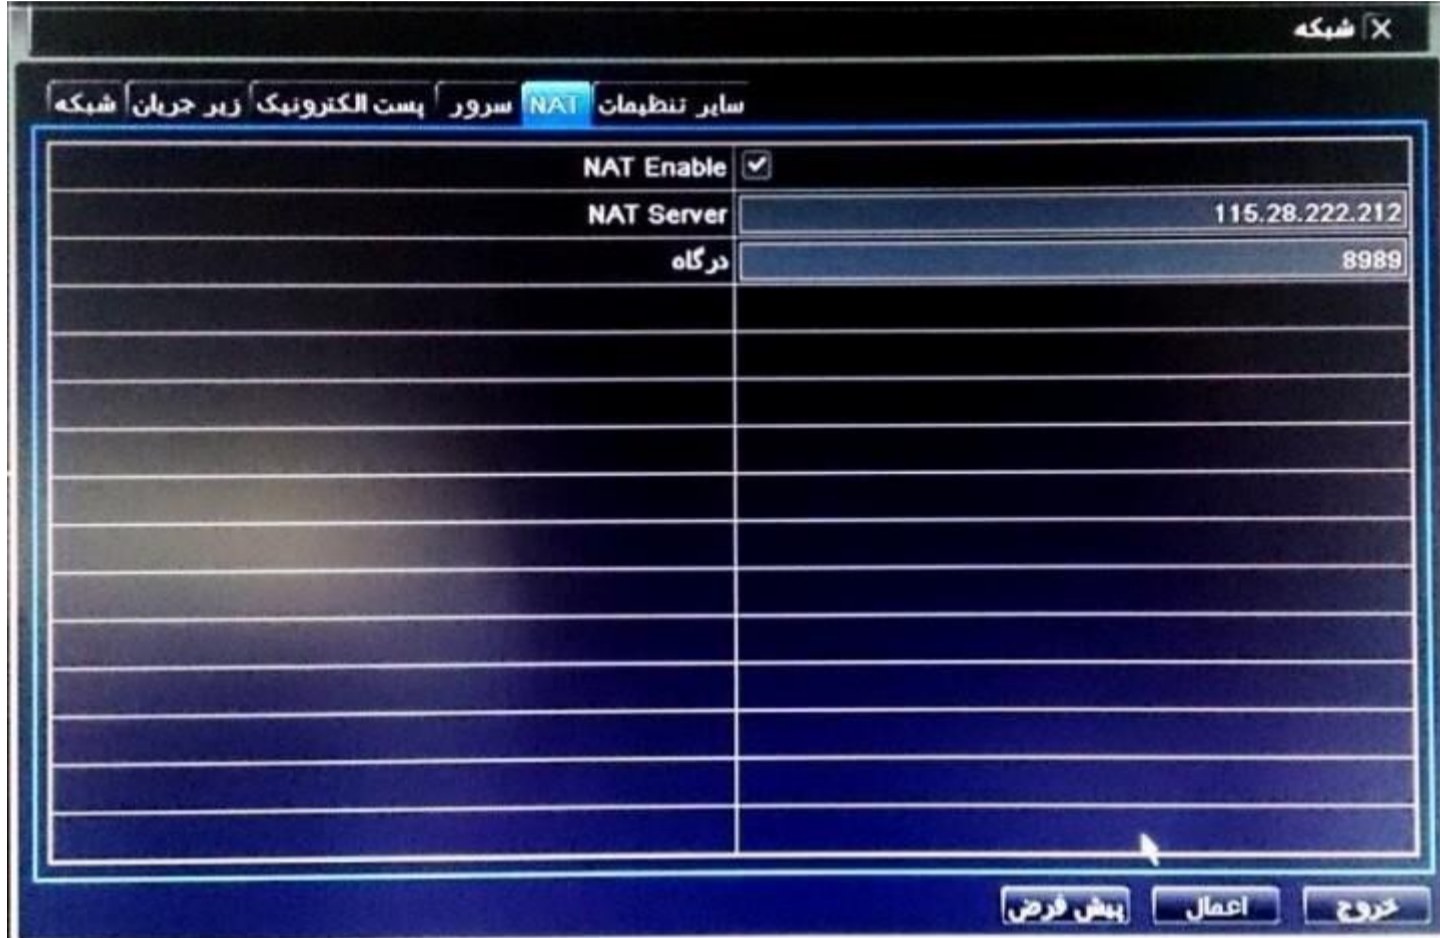 شبکه
شبکه زیر جریان پست الکترونیک سرور NAT سایر تنظیمات
NAT Enable
NAT Server 115.28.222.212
درگاه 8989
پیش فرض اعمال خروج